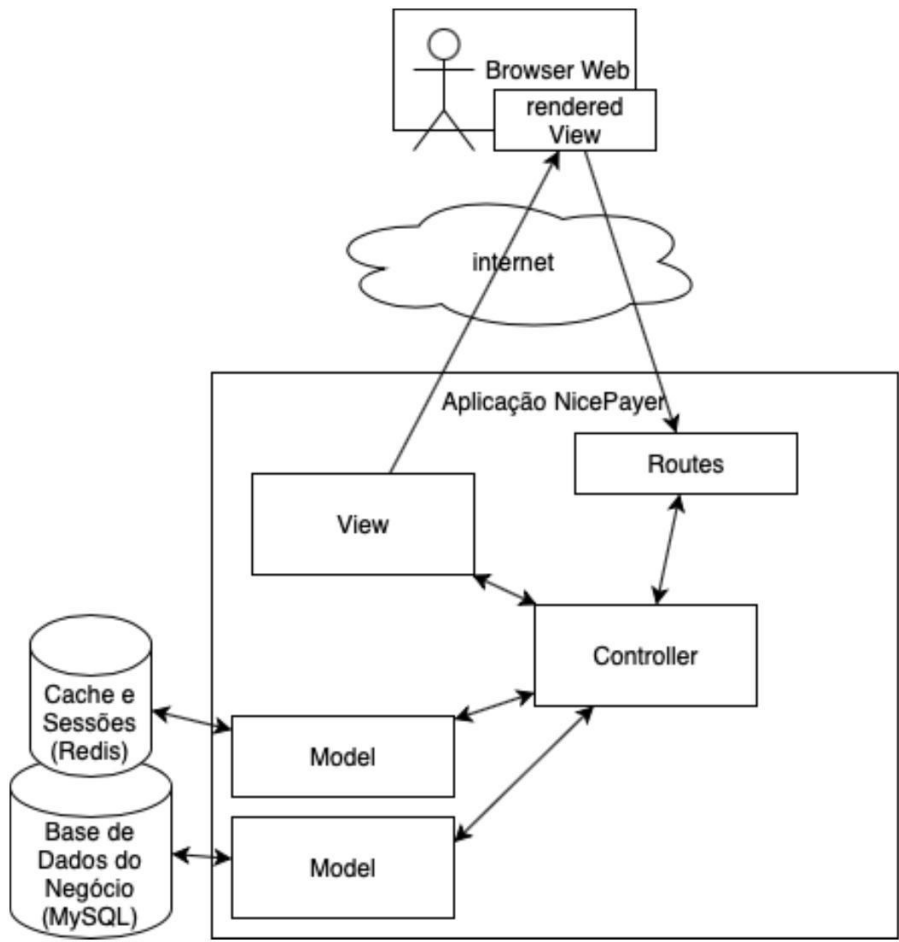 Browser Web
rendered
View
internet
Aplicação NicePayer
Routes
View
Controller
Cache e
Sessões
(Redis)
Model
Base de
Dados do
Negócio
(MySQL)
Model